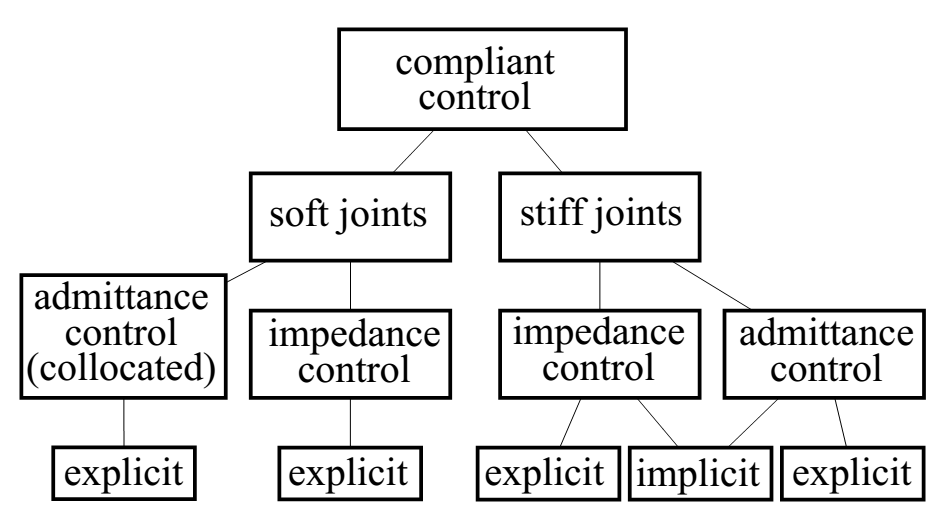 compliant
control
soft joints
stiff joints
admittance
control
(collocated)
impedance
control
impedance
control
admittance
control
explicit
explicit
explicit
implicit
explicit